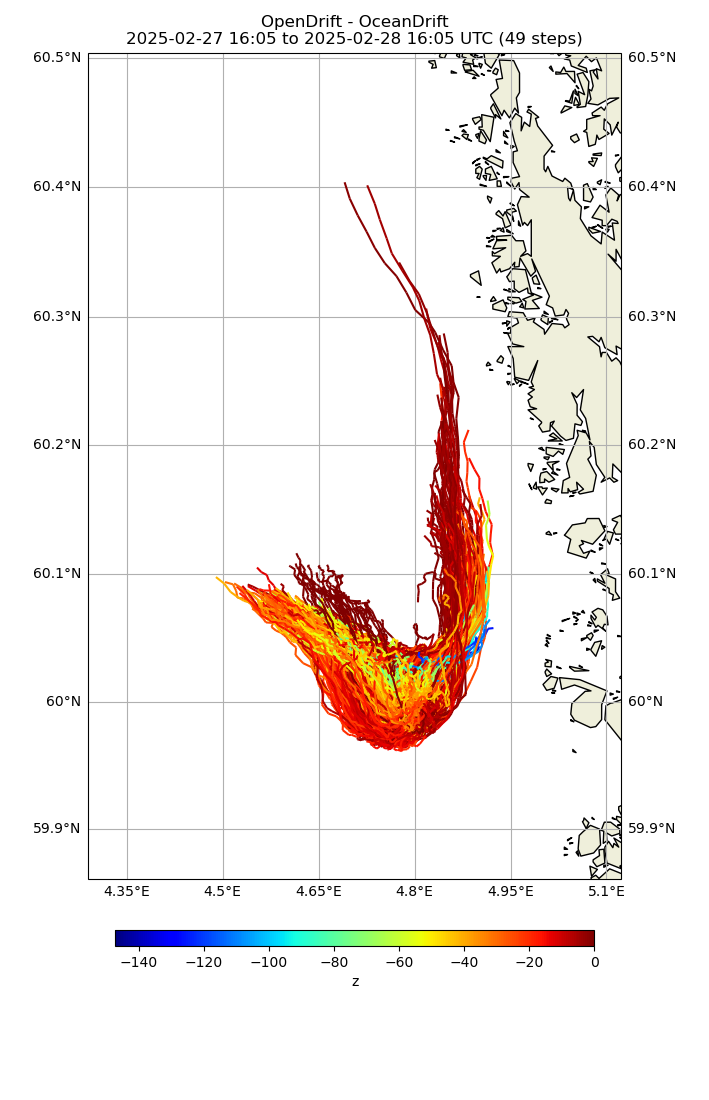 OpenDrift - OceanDrift
2025-02-27 16:05 to 2025-02-28 16:05 UTC (49 steps)
60.5°N 60.5°N
60.4°N 60.4°N
60.3°N 60.3°N
60.2°N 60.2°N
60.1°N 60.1°N
60°N 60°N
59.9°N 59.9°N
4.35°E 4.5°E 4.65°E 4.8°E 4.95°E 5.1°E
−140 −120 −100 −80 −60 −40 −20 0
z